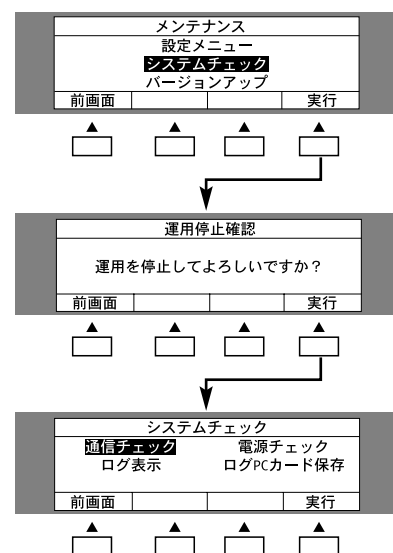 メンテナンス
設定メニュー
システムチェック
バージョンアップ
前画面 実行
運用停止確認
運用を停止してよろしいですか？
前画面 実行
システムチェック
通信チェック 電源チェック
ログ表示 ログPCカード保存
前画面 実行